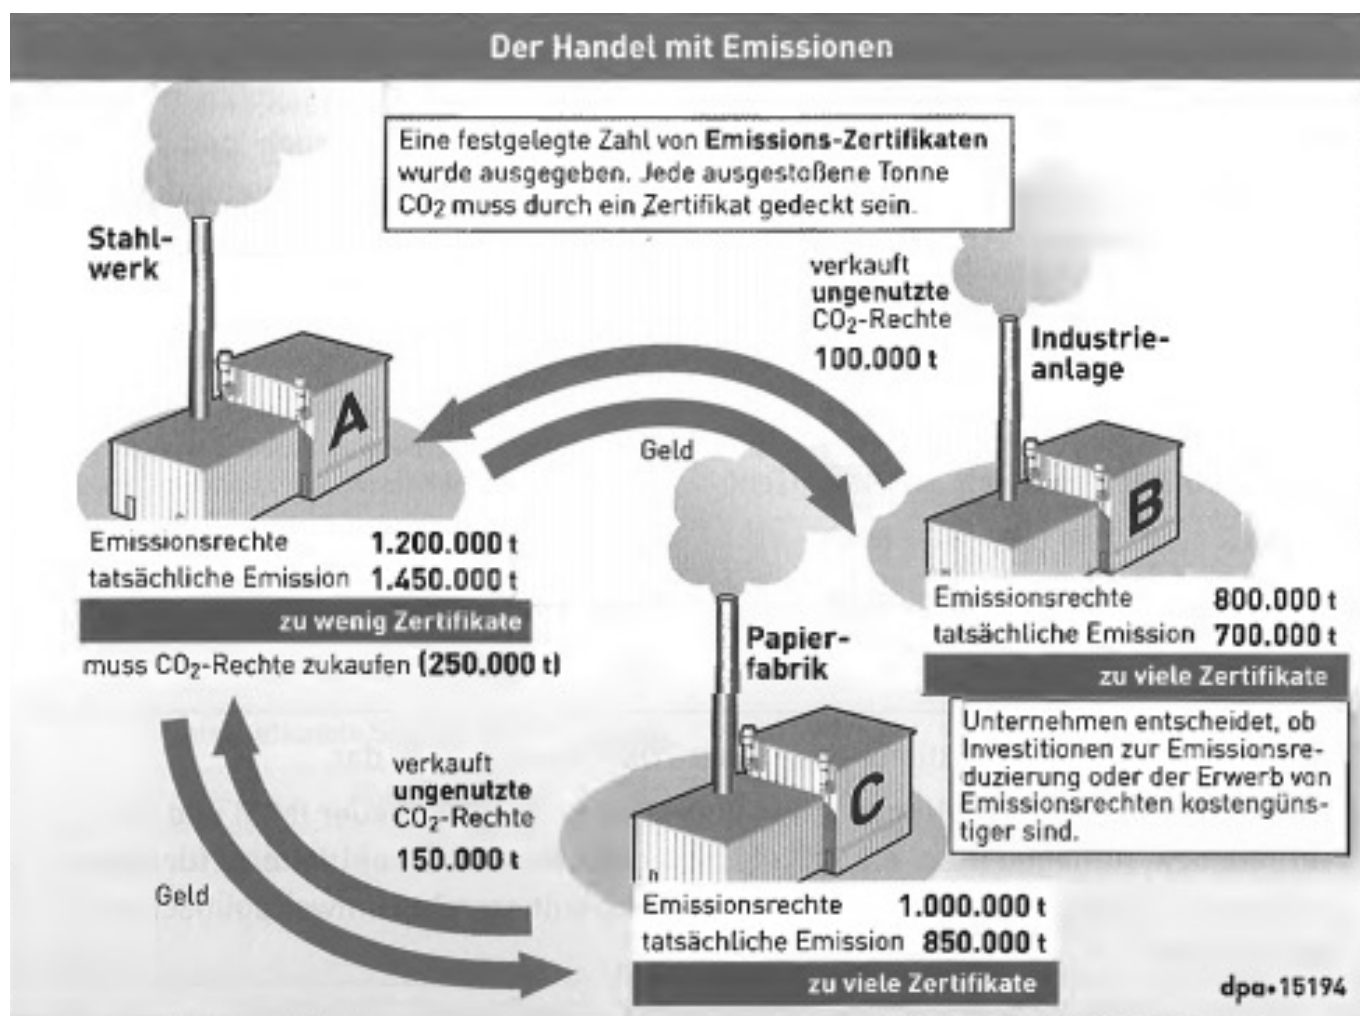 Der Handel mit Emissionen
Eine festgelegte Zahl von Emissions-Zertifikaten
wurde ausgegeben. Jede ausgestoßene Tonne
CO2 muss durch ein Zertifikat gedeckt sein.
Stahl-
werk
A
Emissionsrechte 1.200.000 t
tatsächliche Emission 1.450.000 t
zu wenig Zertifikate
muss CO2-Rechte zukaufen (250.000 t)
verkauft
ungenutzte
CO2-Rechte
100.000 t
Geld
Industrie-
anlage
B
Emissionsrechte 800.000 t
tatsächliche Emission 700.000 t
zu viele Zertifikate
Unternehmen entscheidet, ob
Investitionen zur Emissionsre-
duzierung oder der Erwerb von
Emissionsrechten kostengüns-
tiger sind.
verkauft
ungenutzte
CO2-Rechte
150.000 t
Geld
Papier-
fabrik
C
Emissionsrechte 1.000.000 t
tatsächliche Emission 850.000 t
zu viele Zertifikate
dpa•15194